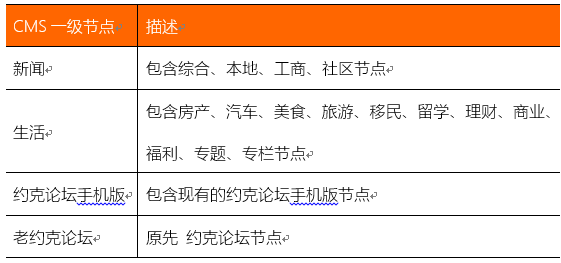 CMS 一级节点 描述
新闻 包含综合、本地、工商、社区节点
生活 包含房产、汽车、美食、旅游、移民、留学、理财、商业、
福利、专题、专栏节点
约克论坛手机版 包含现有的约克论坛手机版节点
老约克论坛 原先 约克论坛节点